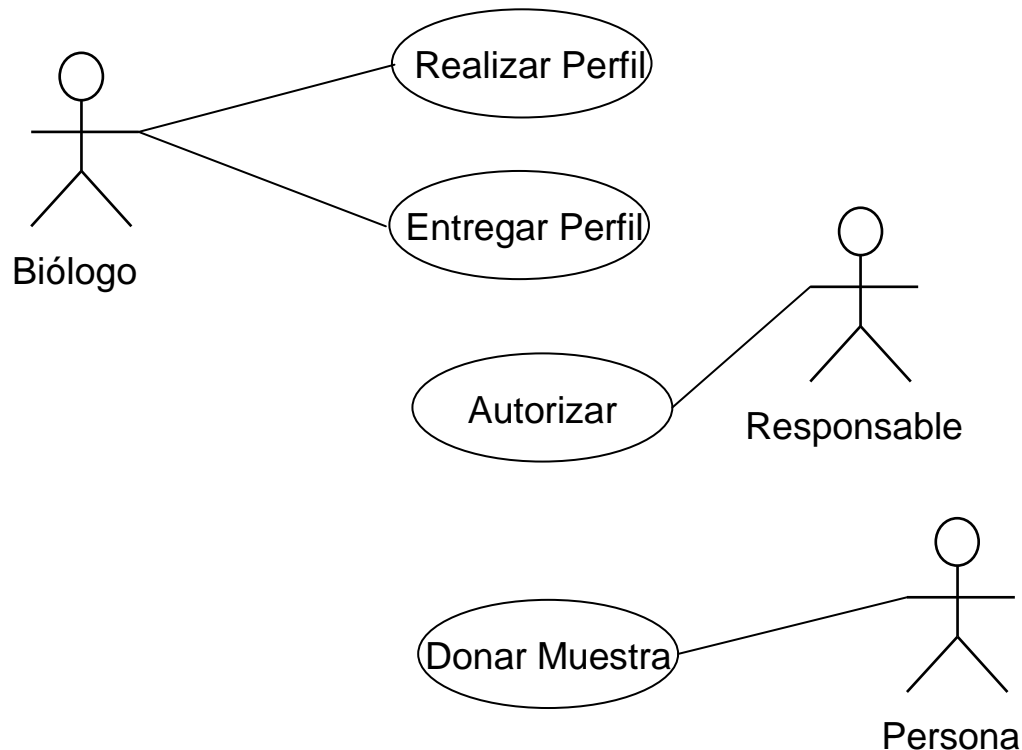 Realizar Perfil
Entregar Perfil
Biólogo
Autorizar
Responsable
Donar Muestra
Persona